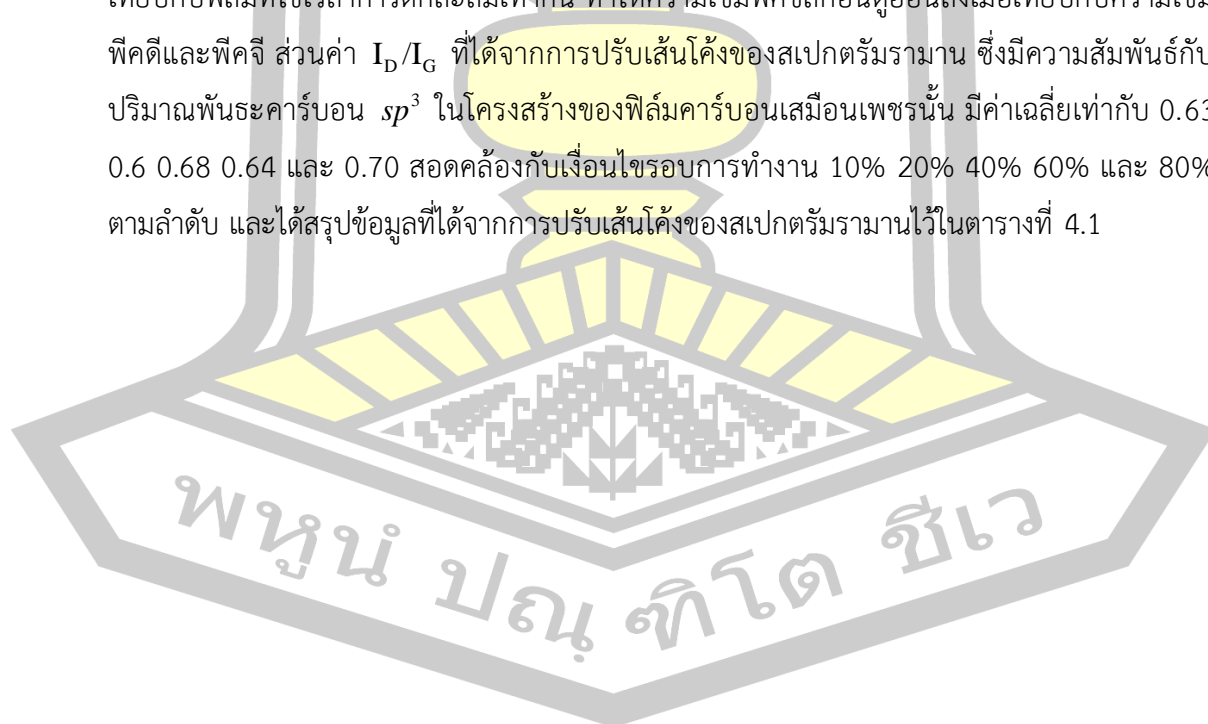 พีคดีและพีคจี ส่วนค่า I_D/I_G ที่ได้จากการปรับเส้นโค้งของสเปกตรัมรามาน ซึ่งมีความสัมพันธ์กับ
ปริมาณพันธะคาร์บอน sp³ ในโครงสร้างของฟิล์มคาร์บอนเสมือนเพชรนั้น มีค่าเฉลี่ยเท่ากับ 0.63
0.6 0.68 0.64 และ 0.70 สอดคล้องกับเงื่อนไขรอบการทำงาน 10% 20% 40% 60% และ 80%
ตามลำดับ และได้สรุปข้อมูลที่ได้จากการปรับเส้นโค้งของสเปกตรัมรามานไว้ในตารางที่ 4.1
พหูนํ ปณฺฑิโต ชีเว